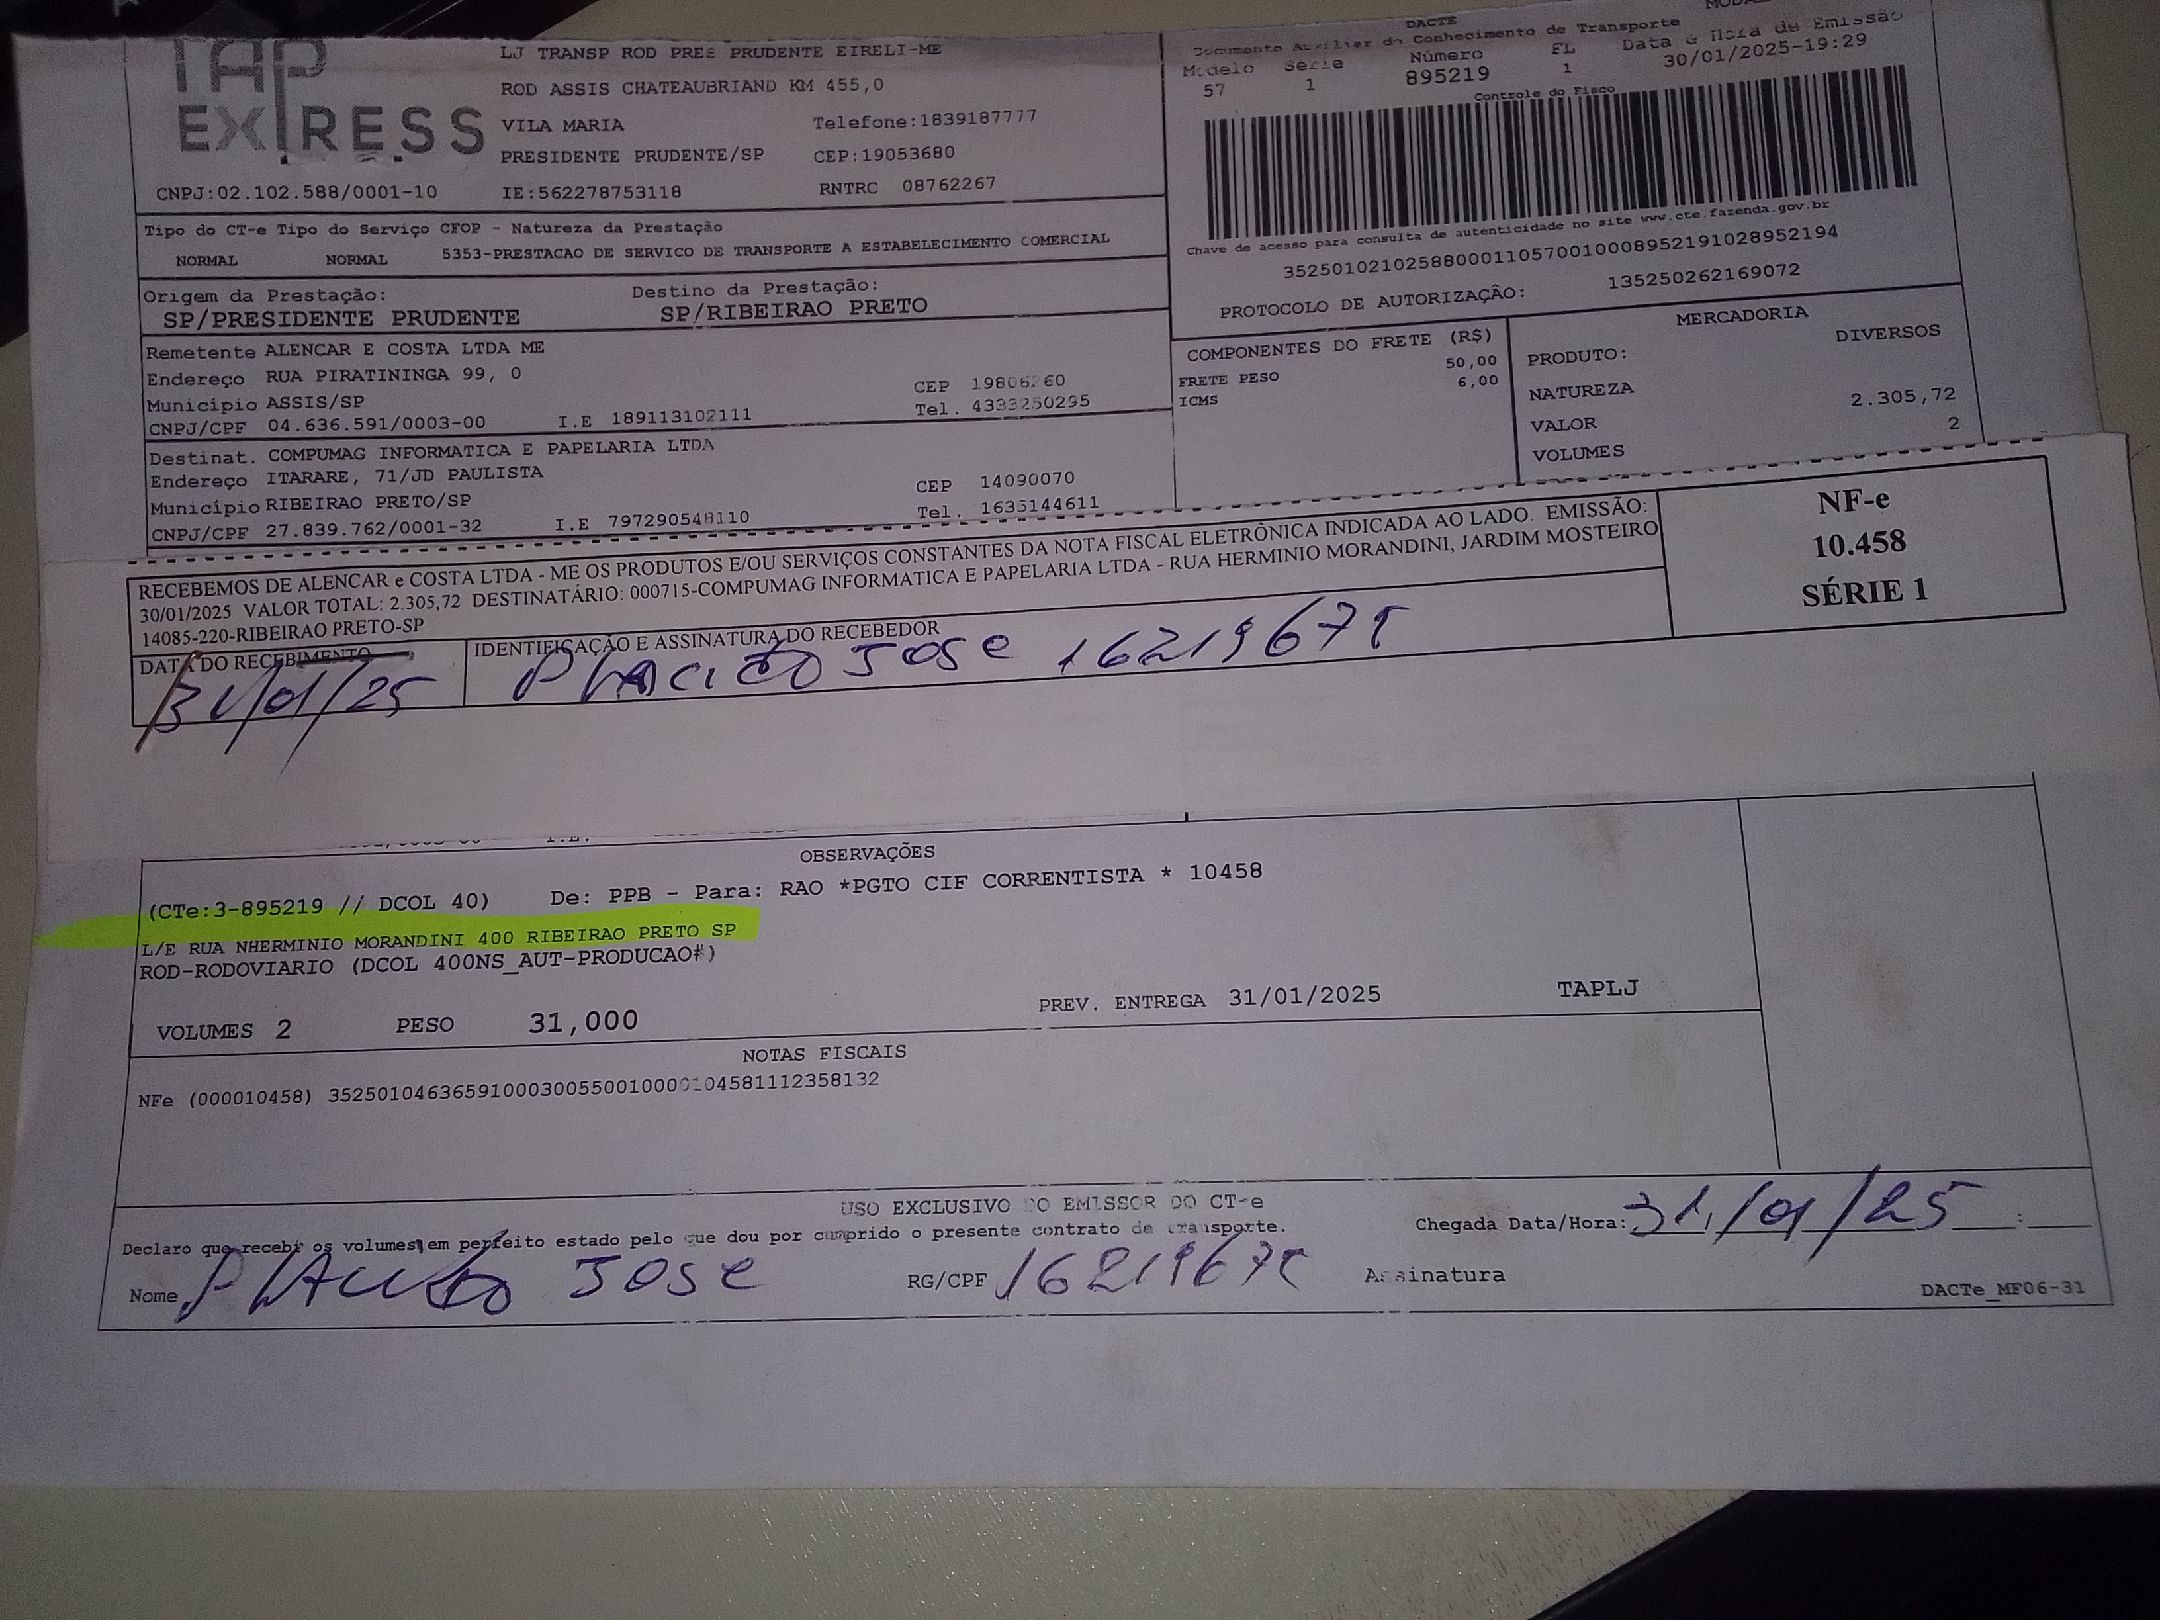 TAP
EXPRESS
LJ TRANSP ROD PRES PRUDENTE EIRELI-ME
ROD ASSIS CHATEAUBRIAND KM 455,0
VILA MARIA Telefone:1839187777
PRESIDENTE PRUDENTE/SP CEP:19053680
CNPJ:02.102.588/0001-10 IE:562278753118 RNTRC 08762267
DACTE
Documento Auxiliar do Conhecimento de Transporte
Modelo Serie Número FL Data e Hora de Emissão
57 1 895219 1 30/01/2025-19:29
Controle do Fisco
Chave de acesso para consulta de autenticidade no site www.cte.fazenda.gov.br
35250102102588000110570010008952191028952194
PROTOCOLO DE AUTORIZAÇÃO: 135250262169072
Tipo do CT-e Tipo do Serviço CFOP - Natureza da Prestação
NORMAL NORMAL 5353-PRESTACAO DE SERVICO DE TRANSPORTE A ESTABELECIMENTO COMERCIAL
Origem da Prestação: Destino da Prestação:
SP/PRESIDENTE PRUDENTE SP/RIBEIRAO PRETO
Remetente ALENCAR E COSTA LTDA ME
Endereço RUA PIRATININGA 99, 0 CEP
Município ASSIS/SP Tel. 4333250295
CNPJ/CPF 04.636.591/0003-00 I.E 189113102111
Destinat. COMPUMAG INFORMATICA E PAPELARIA LTDA
Endereço ITARARE, 71/JD PAULISTA CEP 14090070
Município RIBEIRAO PRETO/SP Tel. 1635144611
CNPJ/CPF 27.839.762/0001-32 I.E 797290548110
COMPONENTES DO FRETE (R$)
FRETE PESO 50,00
ICMS 6,00
MERCADORIA
PRODUTO: DIVERSOS
NATUREZA
VALOR 2.305,72
VOLUMES 2
RECEBEMOS DE ALENCAR e COSTA LTDA - ME OS PRODUTOS E/OU SERVIÇOS CONSTANTES DA NOTA FISCAL ELETRÔNICA INDICADA AO LADO. EMISSÃO:
30/01/2025 VALOR TOTAL: 2.305,72 DESTINATÁRIO: 000715-COMPUMAG INFORMATICA E PAPELARIA LTDA - RUA HERMINIO MORANDINI, JARDIM MOSTEIRO
14085-220-RIBEIRAO PRETO-SP
NF-e
10.458
SÉRIE 1
DATA DO RECEBIMENTO IDENTIFICAÇÃO E ASSINATURA DO RECEBEDOR
31/01/25 Placido Jose
OBSERVAÇÕES
(CTe:3-895219 // DCOL 40) De: PPB - Para: RAO *PGTO CIF CORRENTISTA * 10458
L/E RUA NHERMINIO MORANDINI 400 RIBEIRAO PRETO SP
ROD-RODOVIARIO (DCOL 400NS_AUT-PRODUCAO#)
VOLUMES 2 PESO 31,000 PREV. ENTREGA 31/01/2025 TAPLJ
NOTAS FISCAIS
NFe (000010458) 35250104636591000300550010000104581112358132
USO EXCLUSIVO DO EMISSOR DO CT-e
Declaro que recebi os volumes em perfeito estado pelo que dou por cumprido o presente contrato de transporte.
Chegada Data/Hora: 31/01/25 :
Nome Placido Jose RG/CPF Assinatura
DACTe_MF06-31